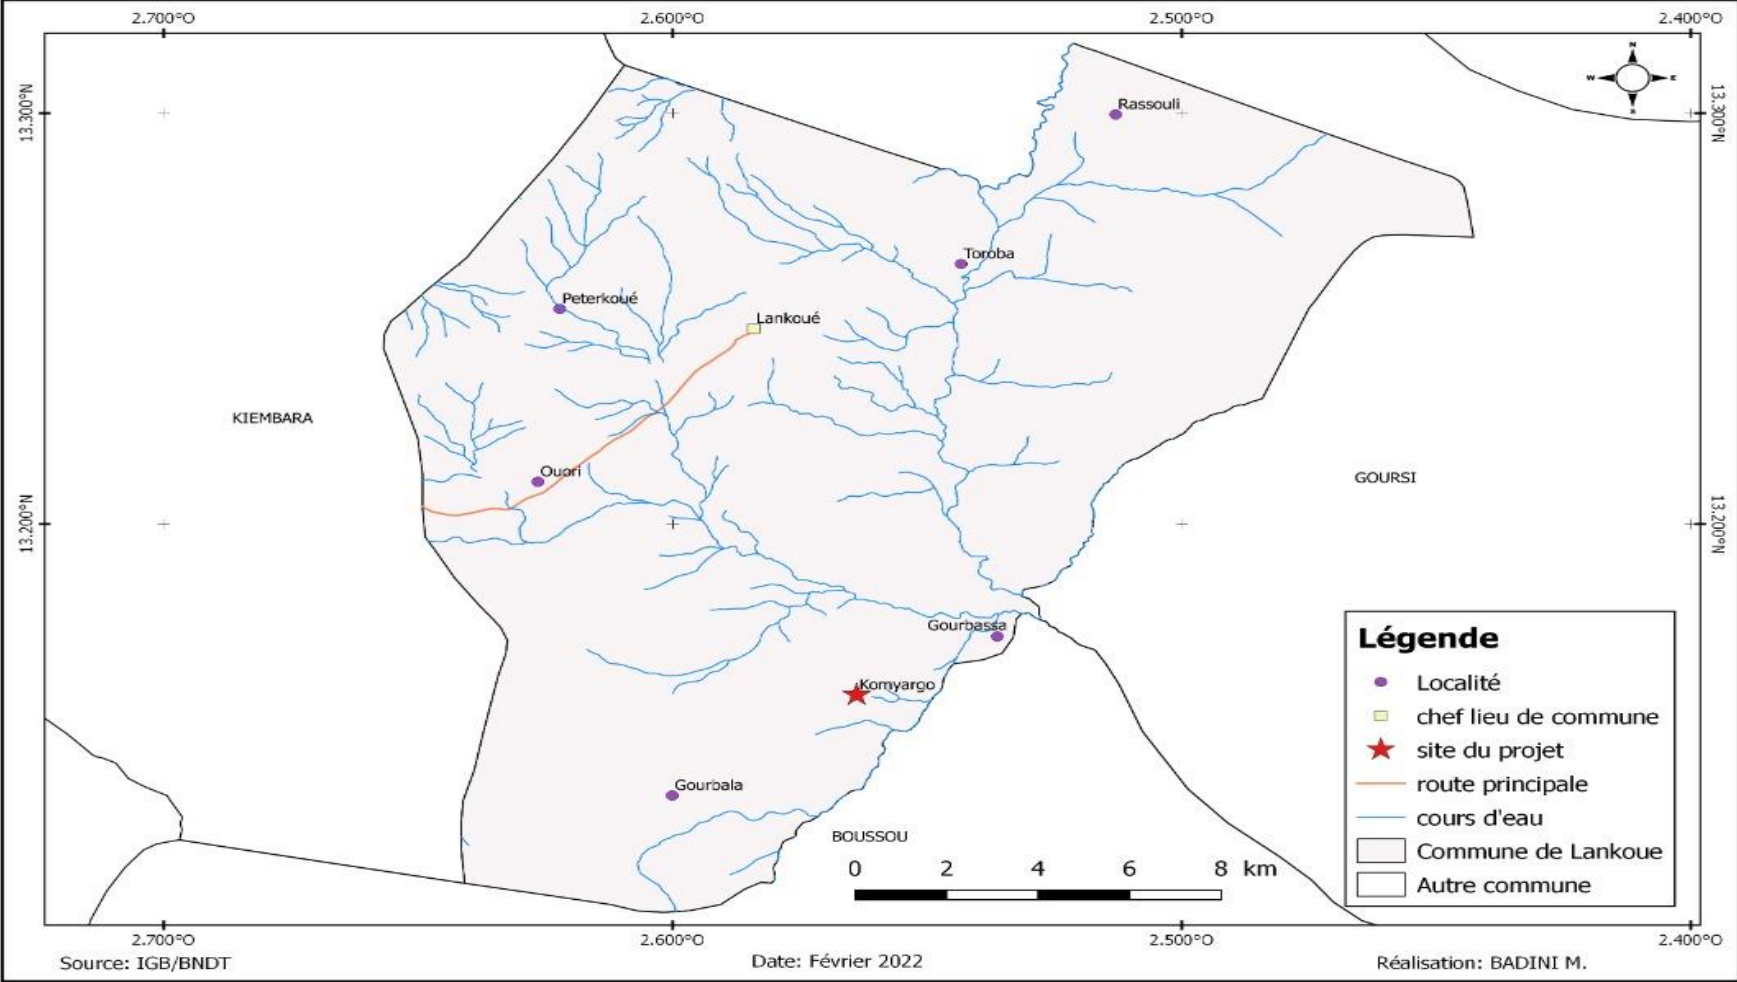 2.700°O 2.600°O 2.500°O 2.400°O
N
W E
S
13.300°N 13.300°N
Rassouli
Toroba
Peterkoué
Lankoué
KIEMBARA
Ouori
GOURSI
13.200°N 13.200°N
Gourbassa
Komyargo
Gourbala
BOUSSOU
0 2 4 6 8 km
Légende
Localité
chef lieu de commune
site du projet
route principale
cours d'eau
Commune de Lankoue
Autre commune
2.700°O 2.600°O 2.500°O 2.400°O
Source: IGB/BNDT Date: Février 2022 Réalisation: BADINI M.